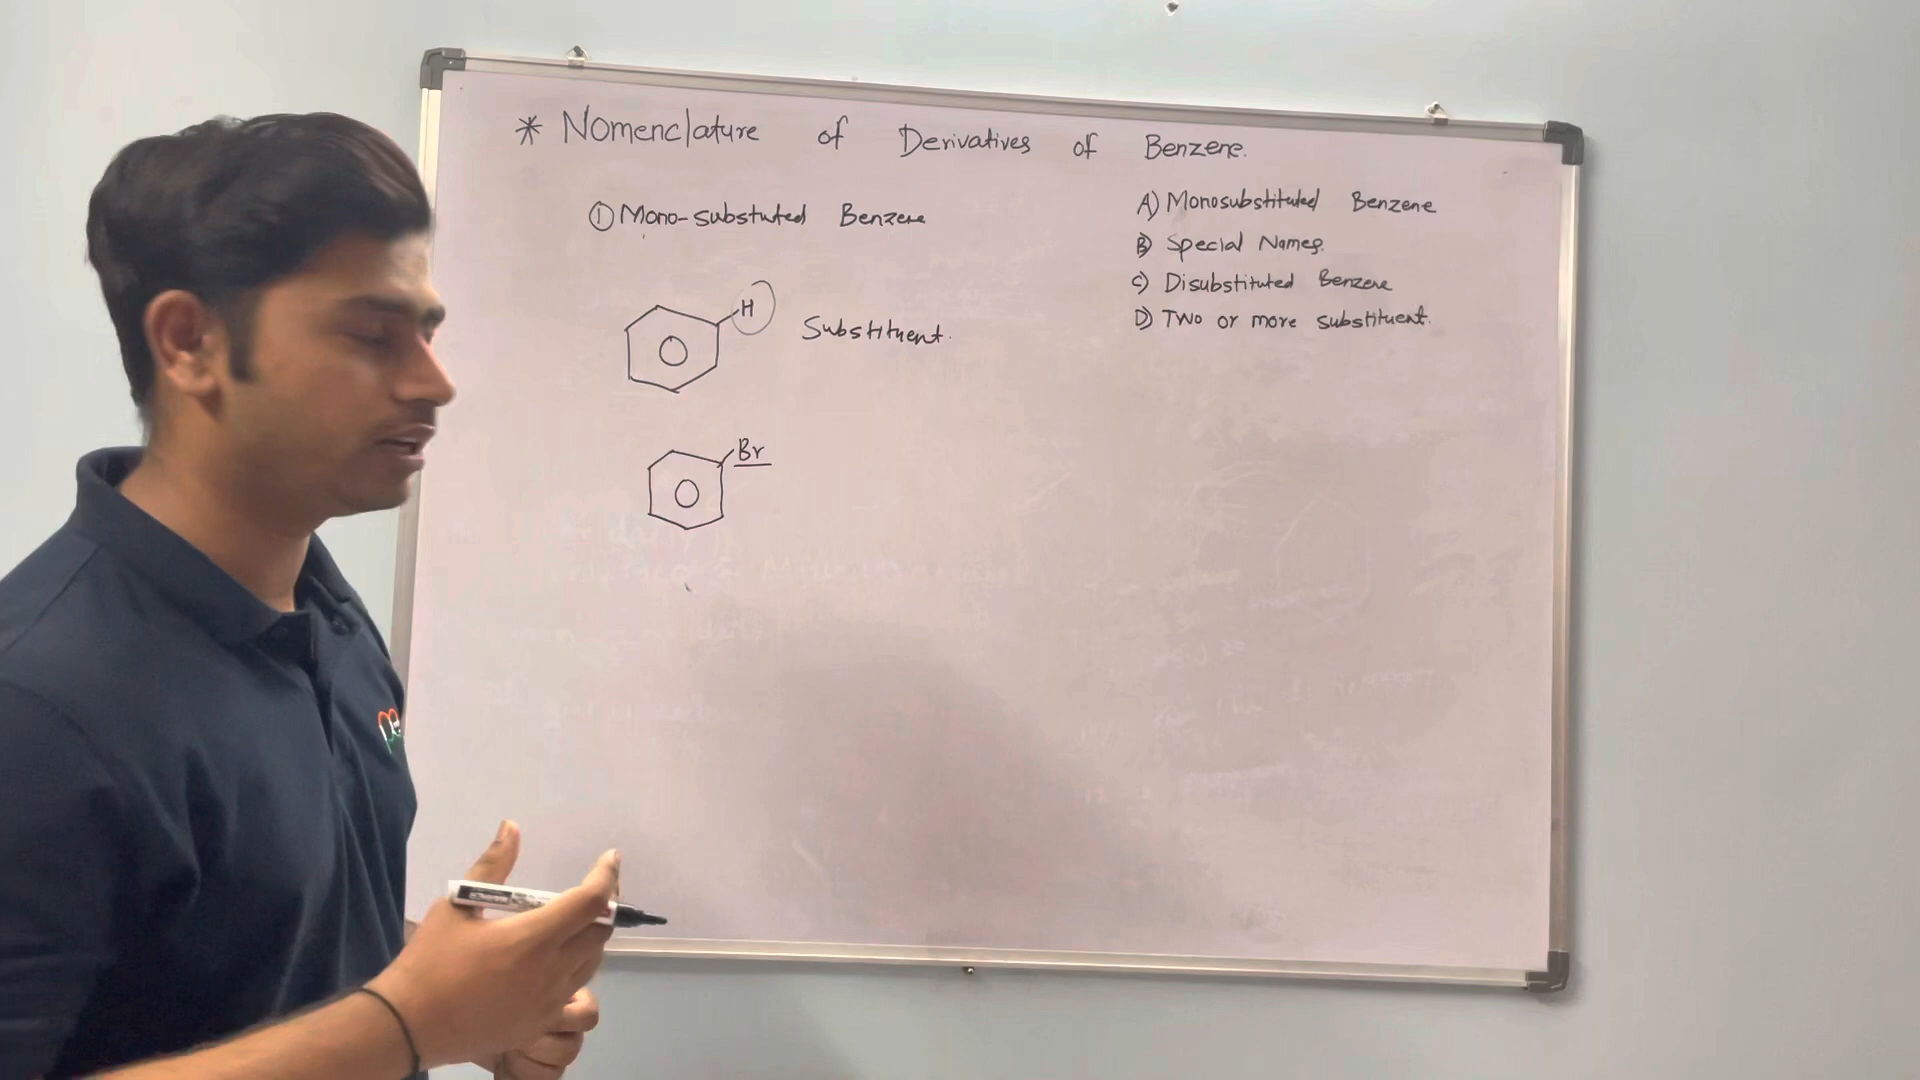 * Nomenclature of Derivatives of Benzene.
① Mono-substuted Benzene
H
Substituent.
Br
A) Monosubstituted Benzene
B) Special Names.
C) Disubstituted Benzene
D) Two or more substituent.